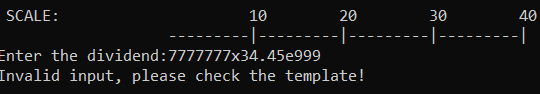 SCALE:                      10        20        30        40
                   ---------|---------|---------|---------|
Enter the dividend:7777777x34.45e999
Invalid input, please check the template!